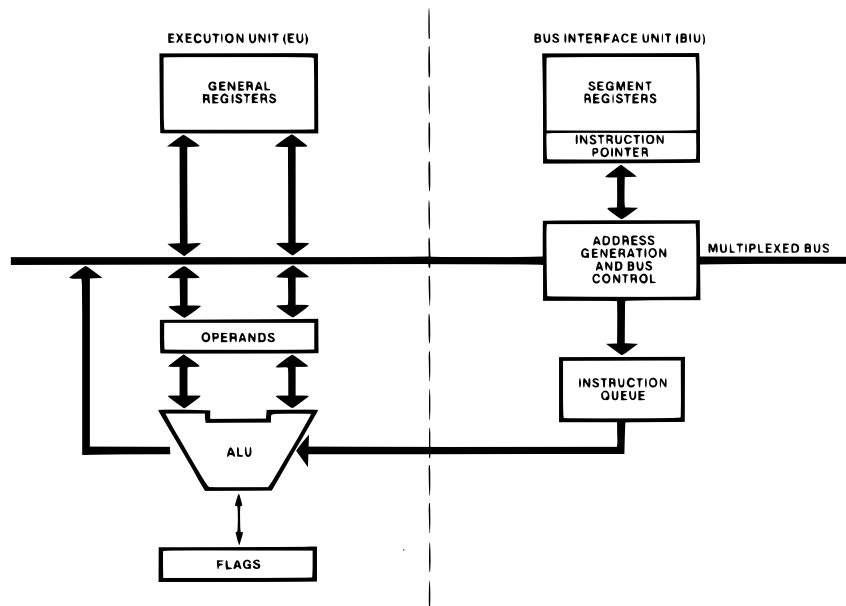 EXECUTION UNIT (EU)
GENERAL
REGISTERS
OPERANDS
ALU
FLAGS
BUS INTERFACE UNIT (BIU)
SEGMENT
REGISTERS
INSTRUCTION
POINTER
ADDRESS
GENERATION
AND BUS
CONTROL
MULTIPLEXED BUS
INSTRUCTION
QUEUE